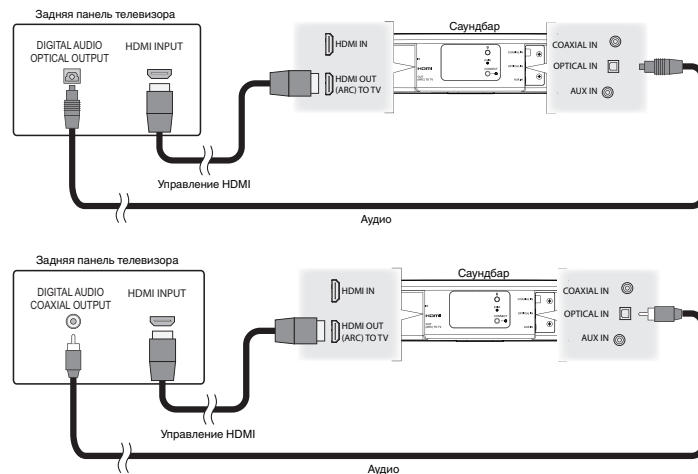 Задняя панель телевизора
Саундбар
DIGITAL AUDIO
OPTICAL OUTPUT
HDMI INPUT
HDMI IN
HDMI OUT
(ARC) TO TV
HDMI
COAXIAL IN
OPTICAL IN
AUX IN
Управление HDMI
Аудио
Задняя панель телевизора
Саундбар
DIGITAL AUDIO
COAXIAL OUTPUT
HDMI INPUT
HDMI IN
HDMI OUT
(ARC) TO TV
HDMI
COAXIAL IN
OPTICAL IN
AUX IN
Управление HDMI
Аудио